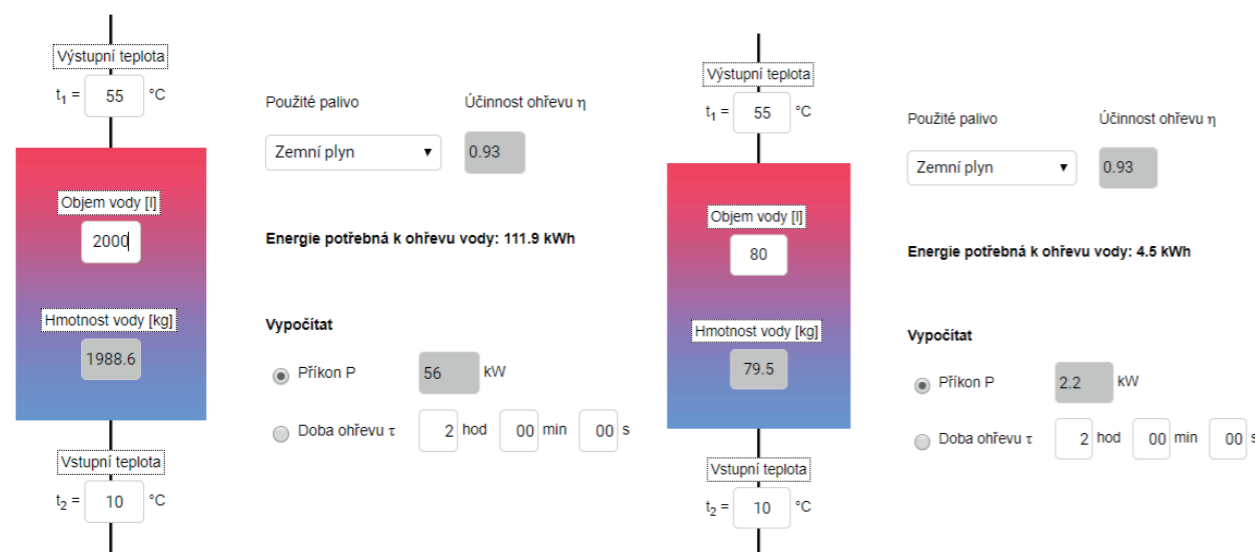 Výstupní teplota
t1 = 55 °C
Objem vody [l]
2000
Hmotnost vody [kg]
1988.6
Vstupní teplota
t2 = 10 °C
Použité palivo Účinnost ohřevu η
Zemní plyn 0.93
Energie potřebná k ohřevu vody: 111.9 kWh
Vypočítat
Příkon P 56 kW
Doba ohřevu τ 2 hod 00 min 00 s
Výstupní teplota
t1 = 55 °C
Objem vody [l]
80
Hmotnost vody [kg]
79.5
Vstupní teplota
t2 = 10 °C
Použité palivo Účinnost ohřevu η
Zemní plyn 0.93
Energie potřebná k ohřevu vody: 4.5 kWh
Vypočítat
Příkon P 2.2 kW
Doba ohřevu τ 2 hod 00 min 00 s